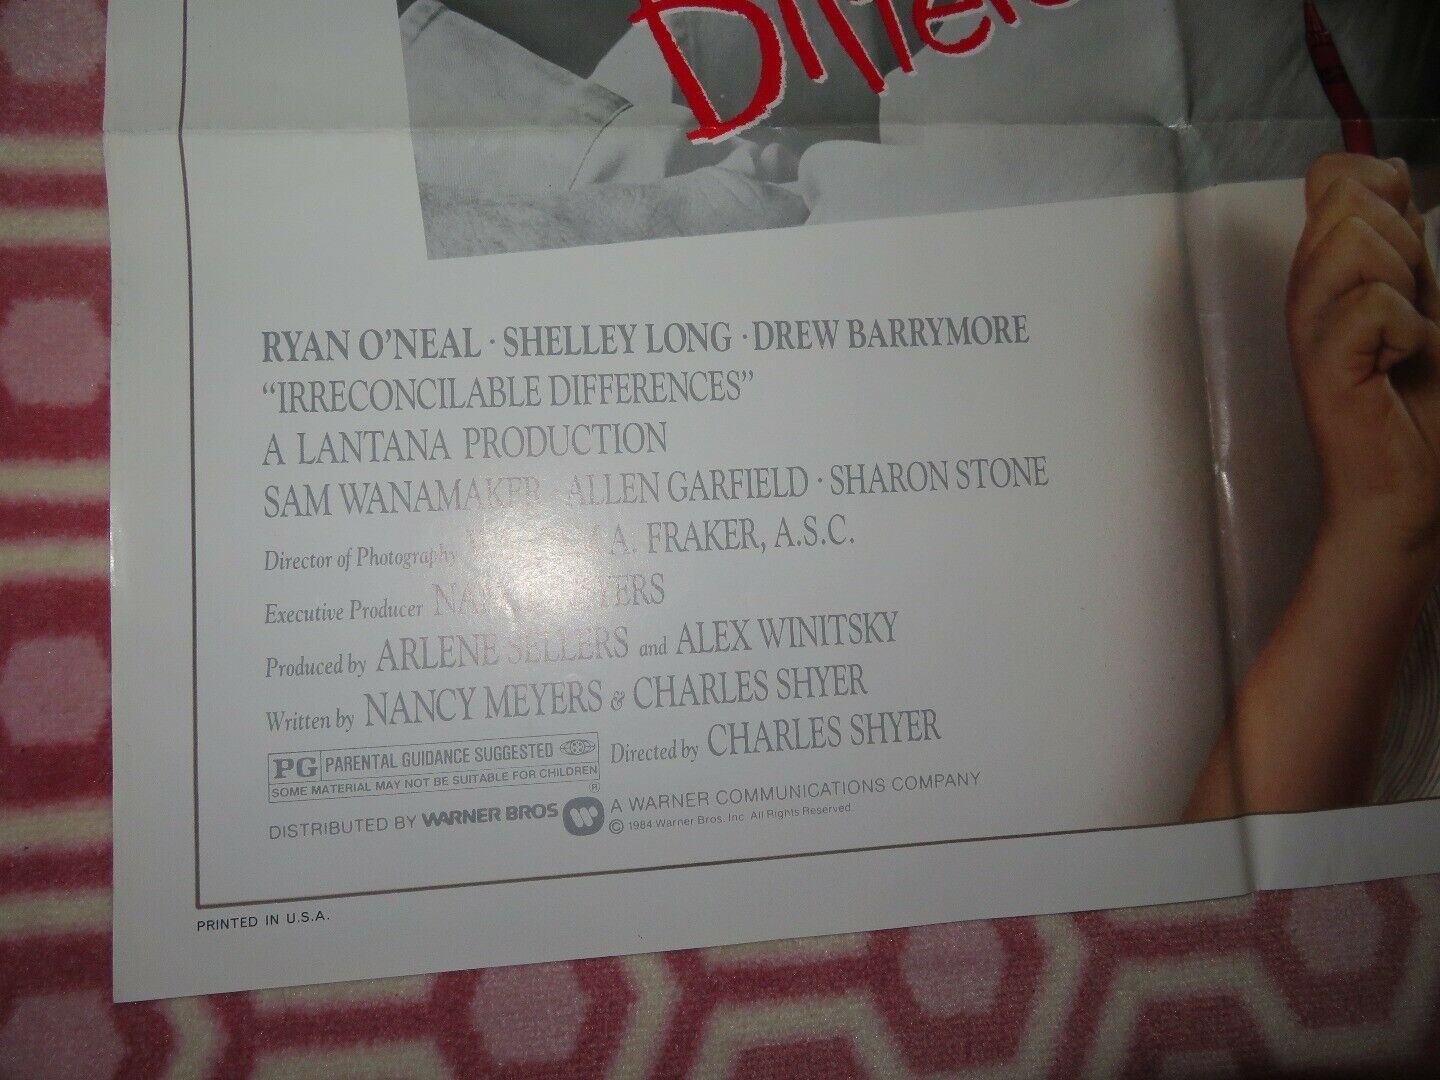 Differe
RYAN O'NEAL · SHELLEY LONG · DREW BARRYMORE
"IRRECONCILABLE DIFFERENCES"
A LANTANA PRODUCTION
SAM WANAMAKER · ALLEN GARFIELD · SHARON STONE
Director of Photography A. FRAKER, A.S.C.
Executive Producer NANCY MEYERS
Produced by ARLENE SELLERS and ALEX WINITSKY
Written by NANCY MEYERS & CHARLES SHYER
Directed by CHARLES SHYER
PG PARENTAL GUIDANCE SUGGESTED
SOME MATERIAL MAY NOT BE SUITABLE FOR CHILDREN
®
DISTRIBUTED BY WARNER BROS A WARNER COMMUNICATIONS COMPANY
© 1984 Warner Bros. Inc. All Rights Reserved
PRINTED IN U.S.A.